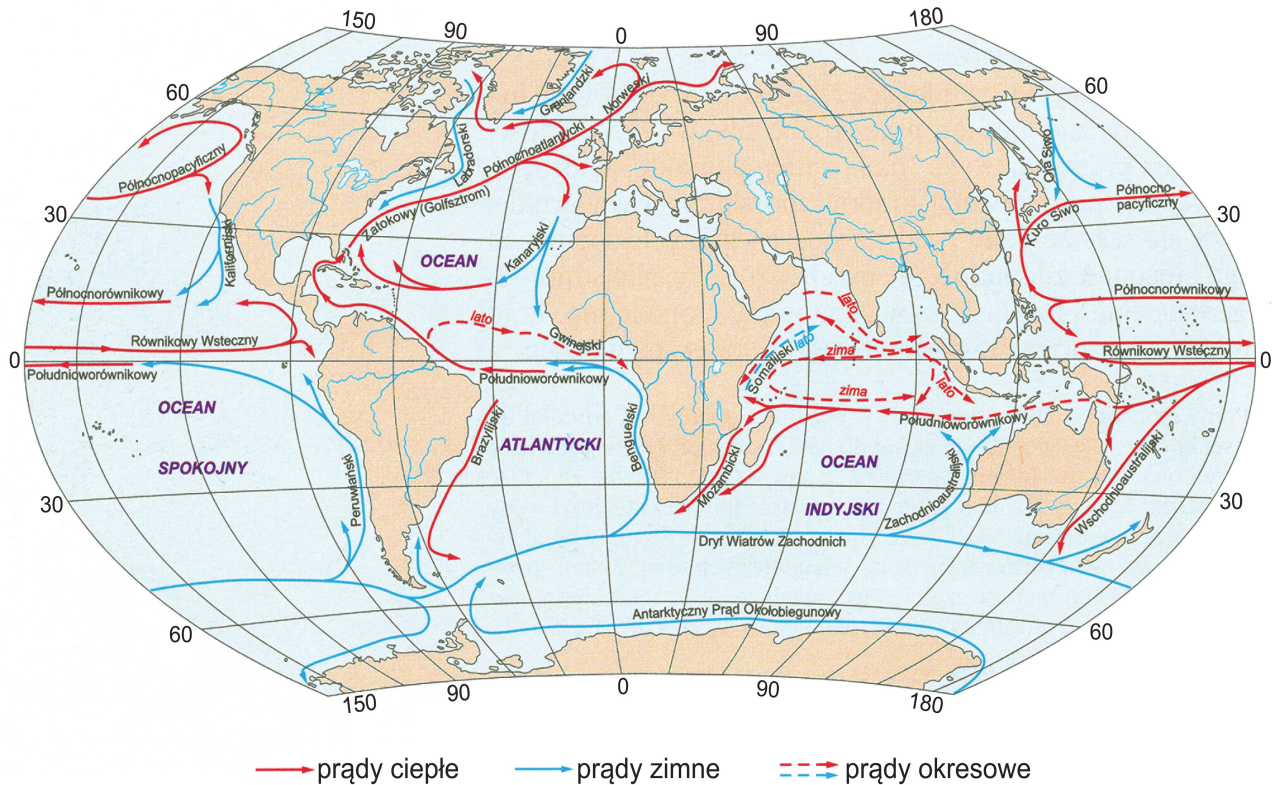 150
90
0
90
180
60
60
Grenlandzki
Norweski
Labradorski
Północnoatlantycki
Oja Siwo
Północnopacyficzny
Północno-
pacyficzny
30
30
Zatokowy (Golfsztrom)
Kuro Siwo
Kalifornijski
Kanaryjski
OCEAN
Północnorównikowy
Północnorównikowy
lato
lato
Gwinejski
lato
Równikowy Wsteczny
zima
Równikowy Wsteczny
0
0
Południoworównikowy
Południoworównikowy
Somalijski
lato
zima
OCEAN
Południoworównikowy
SPOKOJNY
ATLANTYCKI
Brazylijski
Benguelski
Peruwiański
Mozambicki
OCEAN
INDYJSKI
Zachodnioaustralijski
Wschodnioaustralijski
30
30
Dryf Wiatrów Zachodnich
Antarktyczny Prąd Okołobiegunowy
60
60
150
90
0
90
180
prądy ciepłe
prądy zimne
prądy okresowe